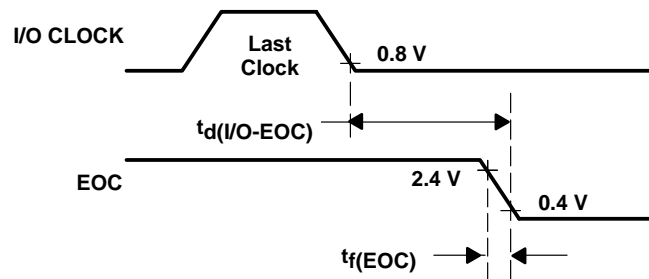 I/O CLOCK
Last
Clock
0.8 V
td(I/O-EOC)
EOC
2.4 V
0.4 V
tf(EOC)